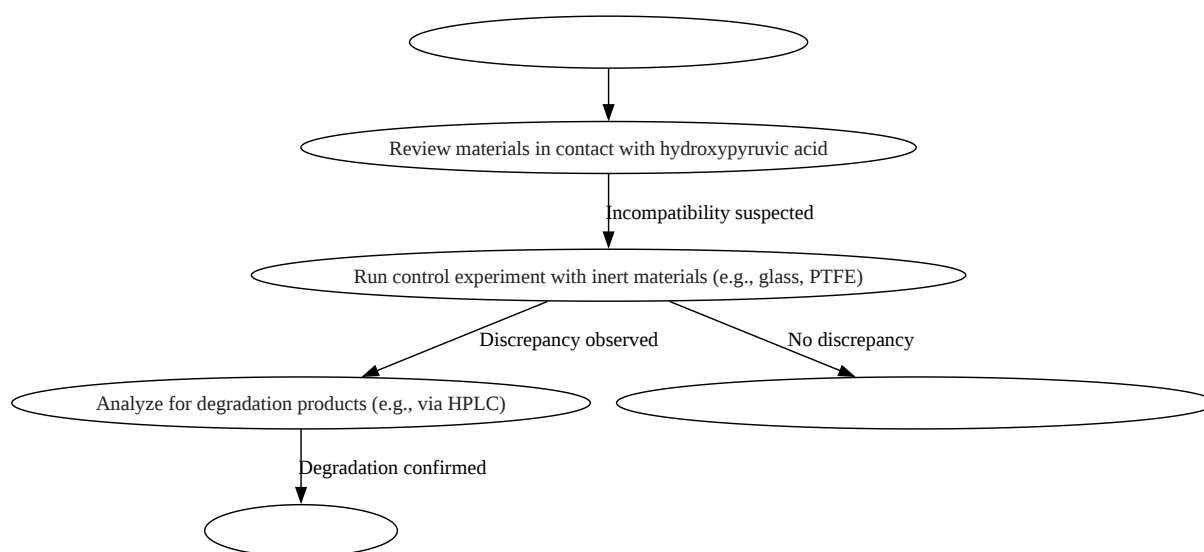 Review materials in contact with hydroxypyruvic acid
Incompatibility suspected
Run control experiment with inert materials (e.g., glass, PTFE)
Discrepancy observed
No discrepancy
Analyze for degradation products (e.g., via HPLC)
Degradation confirmed